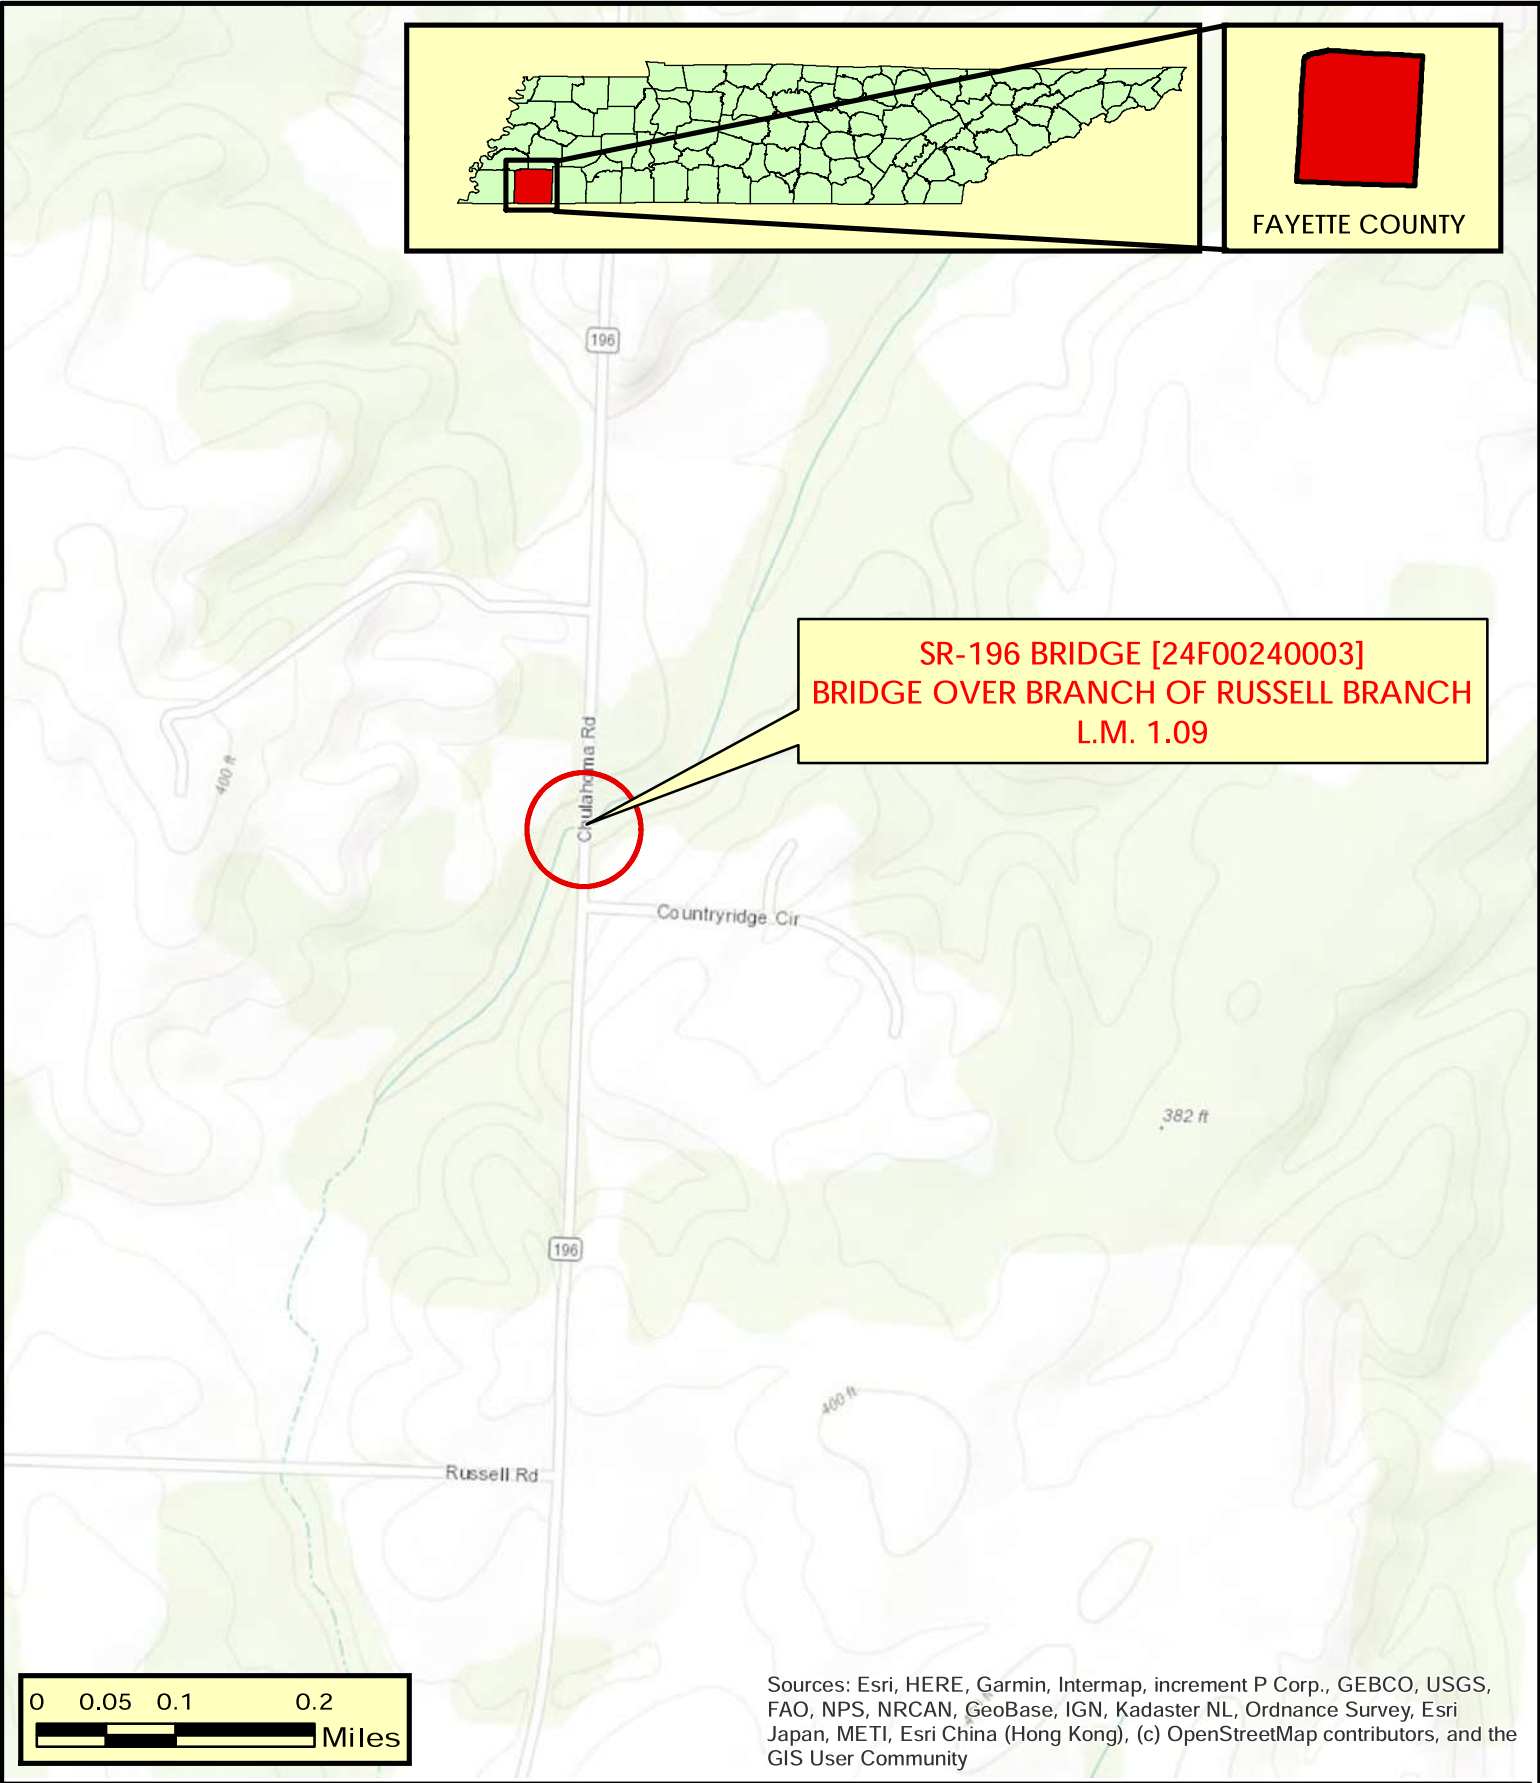 FAYETTE COUNTY
196
SR-196 BRIDGE [24F00240003]
BRIDGE OVER BRANCH OF RUSSELL BRANCH
L.M. 1.09
Chulahoma Rd
400 ft
Countryridge Cir
382 ft
196
400 ft
Russell Rd
0 0.05 0.1 0.2
Miles
Sources: Esri, HERE, Garmin, Intermap, increment P Corp., GEBCO, USGS,
FAO, NPS, NRCAN, GeoBase, IGN, Kadaster NL, Ordnance Survey, Esri
Japan, METI, Esri China (Hong Kong), (c) OpenStreetMap contributors, and the
GIS User Community